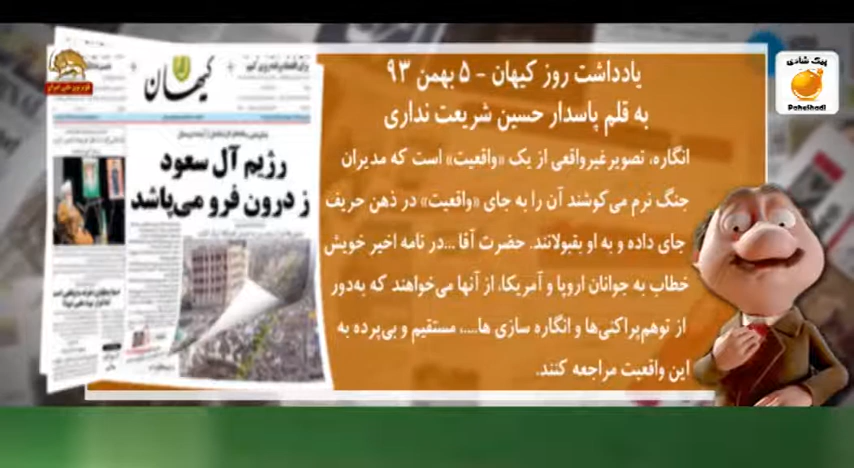 یادداشت روز کیهان - ۵ بهمن ۹۳
به قلم پاسدار حسین شریعت نداری
انگاره، تصویر غیرواقعی از یک «واقعیت» است که مدیران
جنگ نرم می‌کوشند آن را به جای «واقعیت» در ذهن حریف
جای داده و به او بقبولانند. حضرت آقا ...در نامه اخیر خویش
خطاب به جوانان اروپا و آمریکا، از آنها می‌خواهند که به‌دور
از توهم‌پراکنی‌ها و انگاره سازی ها....، مستقیم و بی‌پرده به
این واقعیت مراجعه کنند.
کیهان
رژیم آل سعود
ز درون فرو می‌پاشد
پیک شادی
PakeShadi